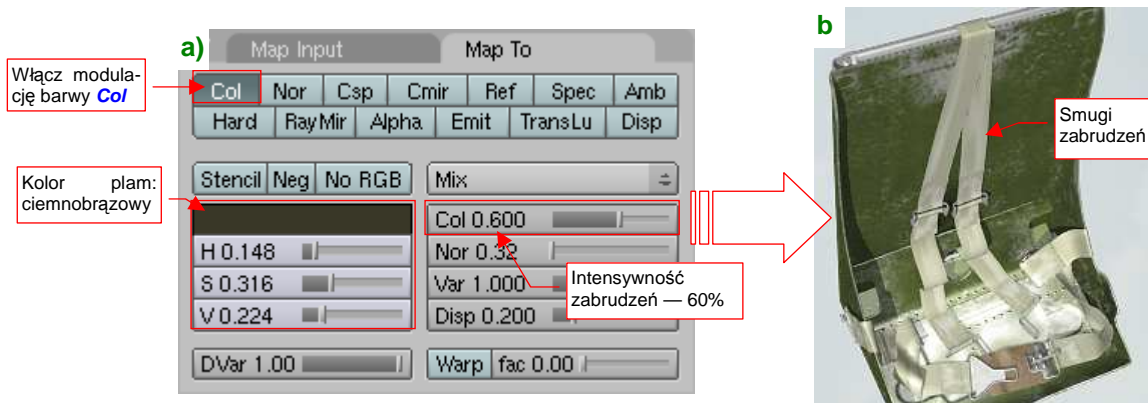 a)
Map Input
Map To
b
Włącz modula-
cję barwy Col
Col Nor Csp Cmir Ref Spec Amb
Hard RayMir Alpha Emit TransLu Disp
Smugi
zabrudzeń
Kolor plam:
ciemnobrązowy
Stencil Neg No RGB
Mix
Col 0.600
H 0.148
Nor 0.32
S 0.316
Var 1.000
Intensywność
zabrudzeń — 60%
V 0.224
Disp 0.200
DVar 1.00
Warp fac 0.00